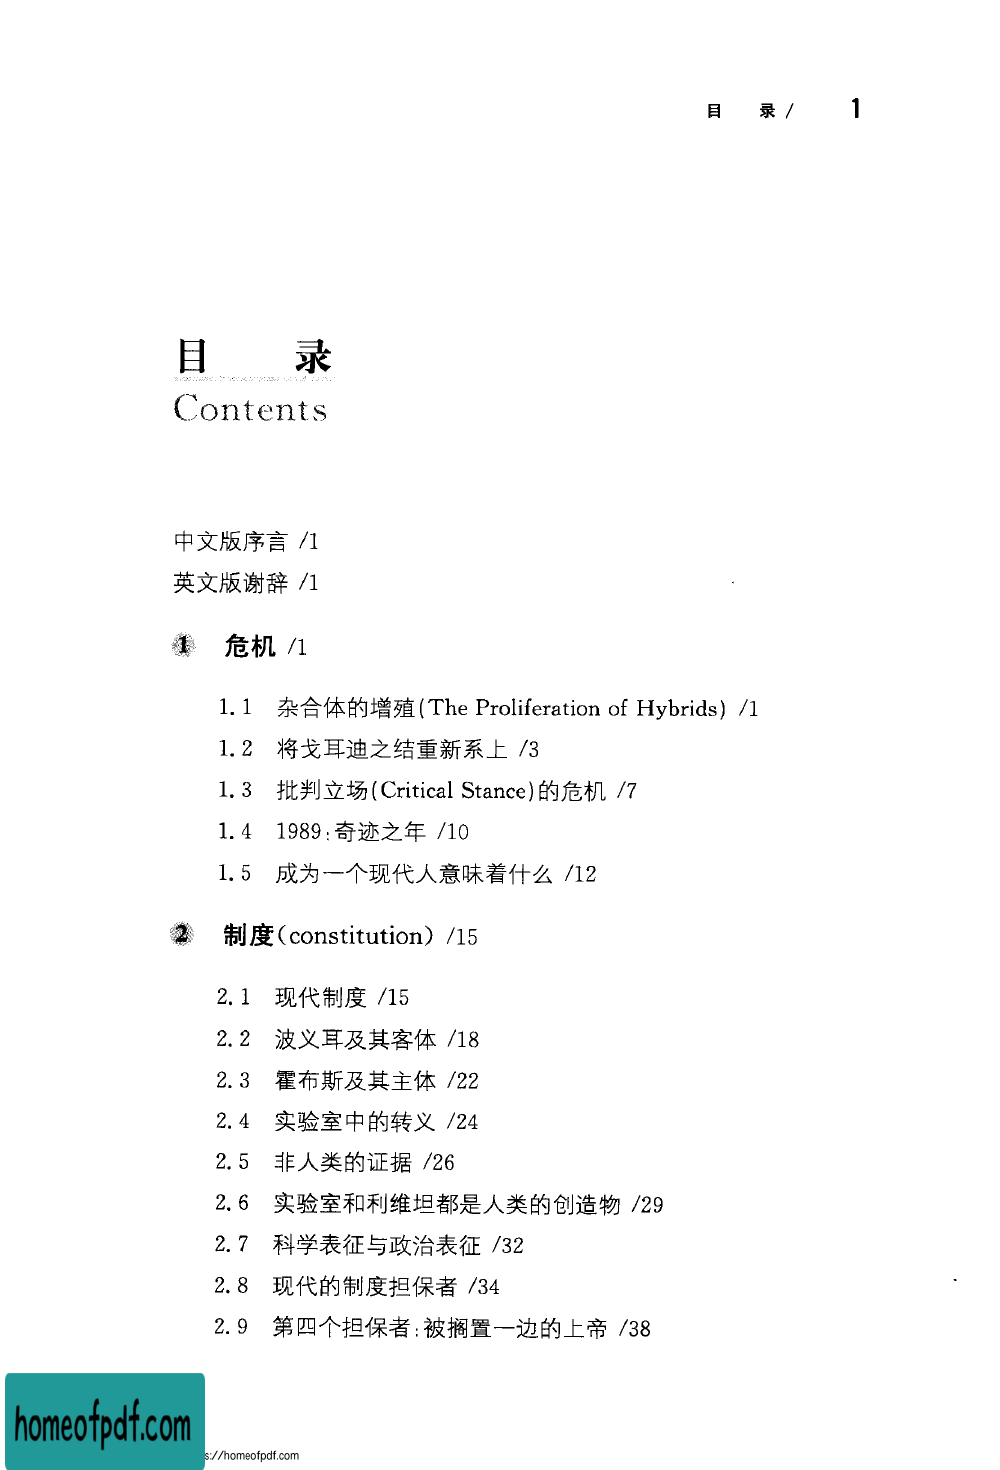 目 录 / 1
目 录
Contents
中文版序言 /1
英文版谢辞 /1
1 危机 /1
1.1 杂合体的增殖(The Proliferation of Hybrids) /1
1.2 将戈耳迪之结重新系上 /3
1.3 批判立场(Critical Stance)的危机 /7
1.4 1989:奇迹之年 /10
1.5 成为一个现代人意味着什么 /12
2 制度(constitution) /15
2.1 现代制度 /15
2.2 波义耳及其客体 /18
2.3 霍布斯及其主体 /22
2.4 实验室中的转义 /24
2.5 非人类的证据 /26
2.6 实验室和利维坦都是人类的创造物 /29
2.7 科学表征与政治表征 /32
2.8 现代的制度担保者 /34
2.9 第四个担保者:被搁置一边的上帝 /38
homeofpdf.com
s://homeofpdf.com